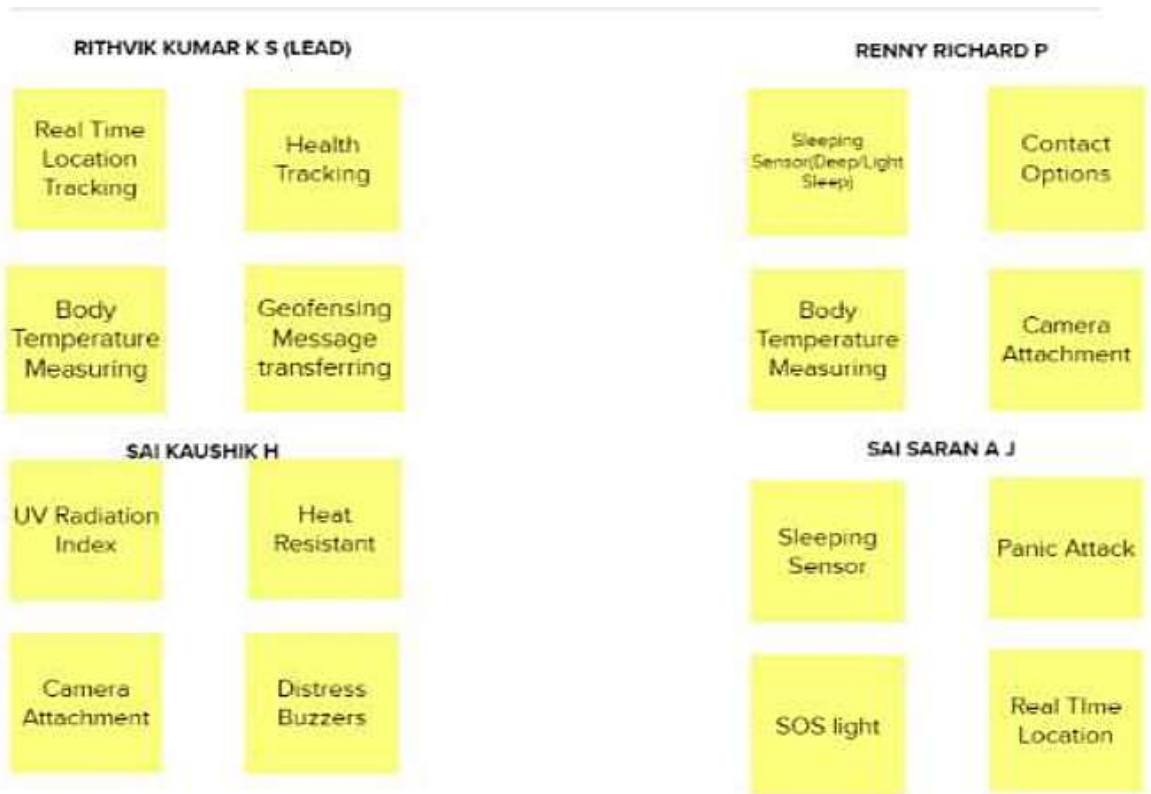 RITHVIK KUMAR K S (LEAD)
Real Time
Location
Tracking
Health
Tracking
Body
Temperature
Measuring
Geofensing
Message
transferring
RENNY RICHARD P
Sleeping
Sensor(Deep/Light
Sleep)
Contact
Options
Body
Temperature
Measuring
Camera
Attachment
SAI KAUSHIK H
UV Radiation
Index
Heat
Resistant
Camera
Attachment
Distress
Buzzers
SAI SARAN A J
Sleeping
Sensor
Panic Attack
SOS light
Real TIme
Location